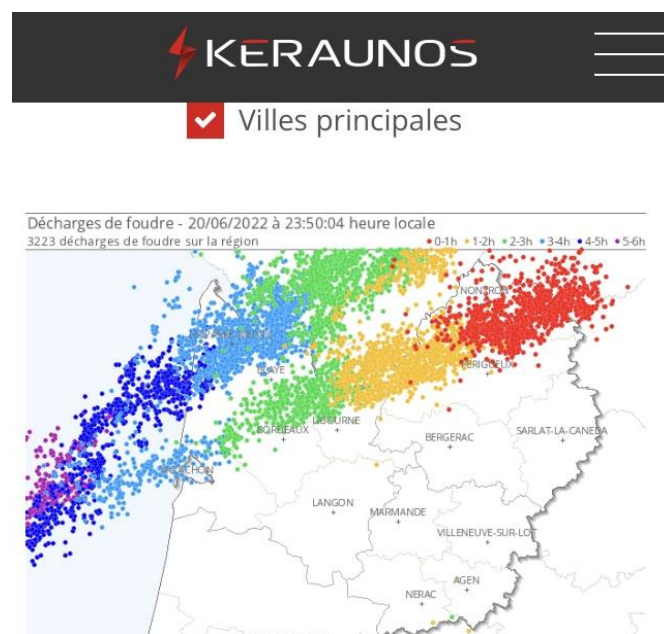 KERAUNOS
Villes principales
Décharges de foudre - 20/06/2022 à 23:50:04 heure locale
3223 décharges de foudre sur la région
0-1h 1-2h 2-3h 3-4h 4-5h 5-6h
NONTRON
BLAYE
PERIGUEUX
LIBOURNE
BORDEAUX
BERGERAC
SARLAT-LA-CANEDA
ARCACHON
LANGON
MARMANDE
VILLENEUVE-SUR-LOT
AGEN
NERAC